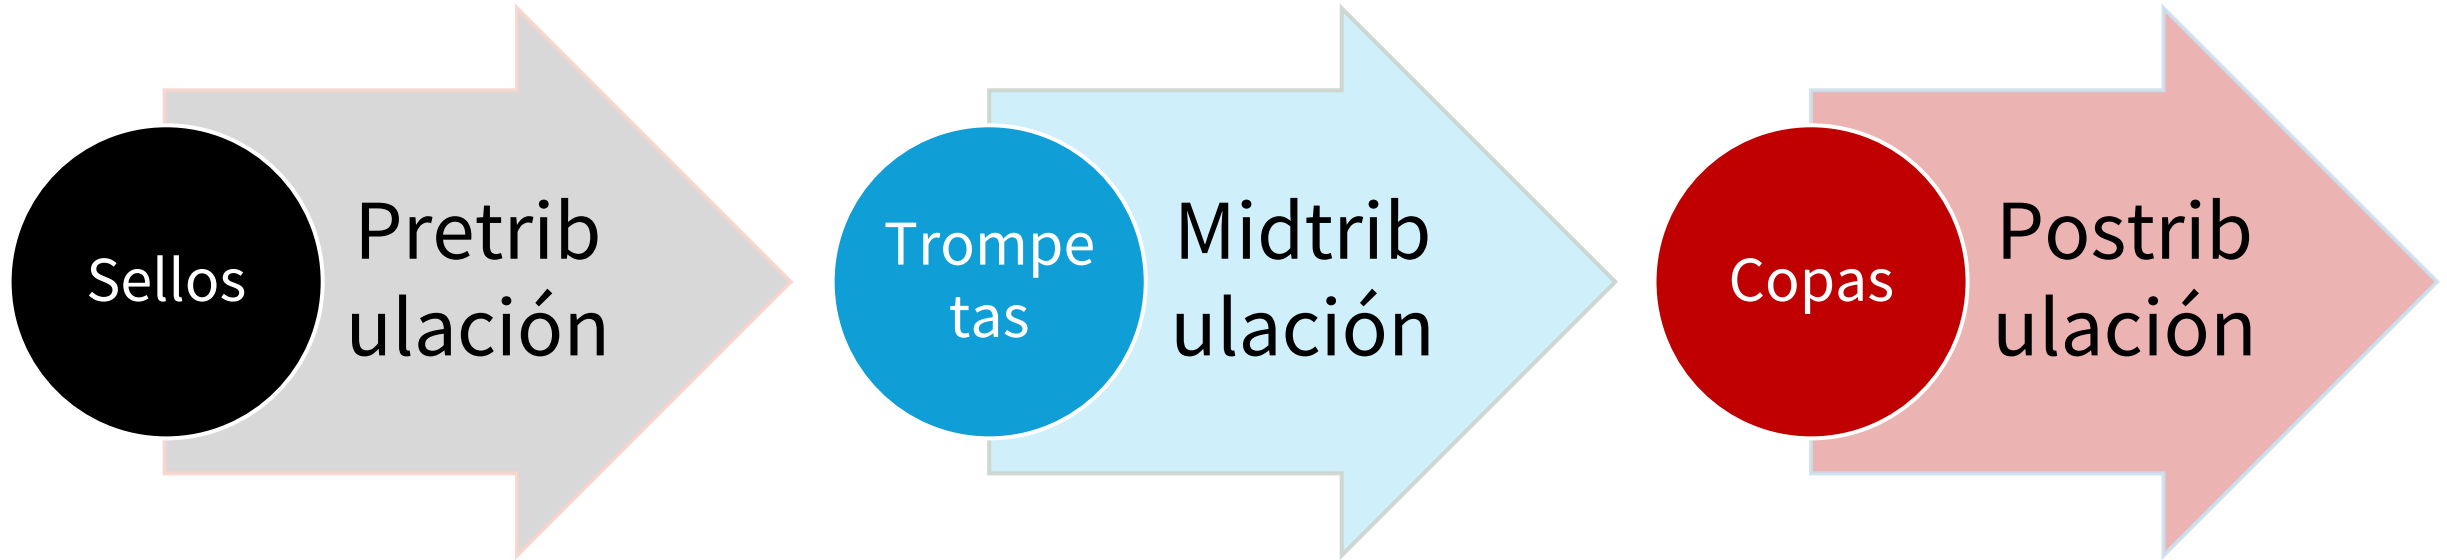 Sellos
Pretrib
ulación
Trompe
tas
Midtrib
ulación
Copas
Postrib
ulación